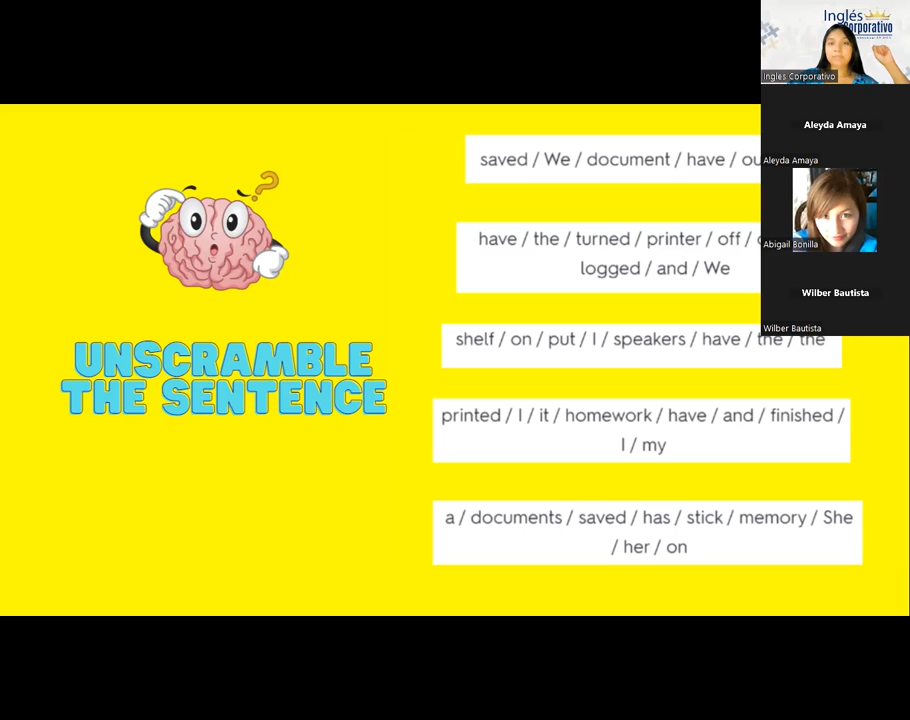 Inglés
Corporativo
Ingles Corporativo
Aleyda Amaya
Aleyda Amaya
Abigail Bonilla
Wilber Bautista
Wilber Bautista
UNSCRAMBLE
THE SENTENCE
saved / We / document / have /
have / the / turned / printer / off /
logged / and / We
shelf / on / put / I / speakers / have / the / the
printed / I / it / homework / have / and / finished /
I / my
a / documents / saved / has / stick / memory / She
/ her / on